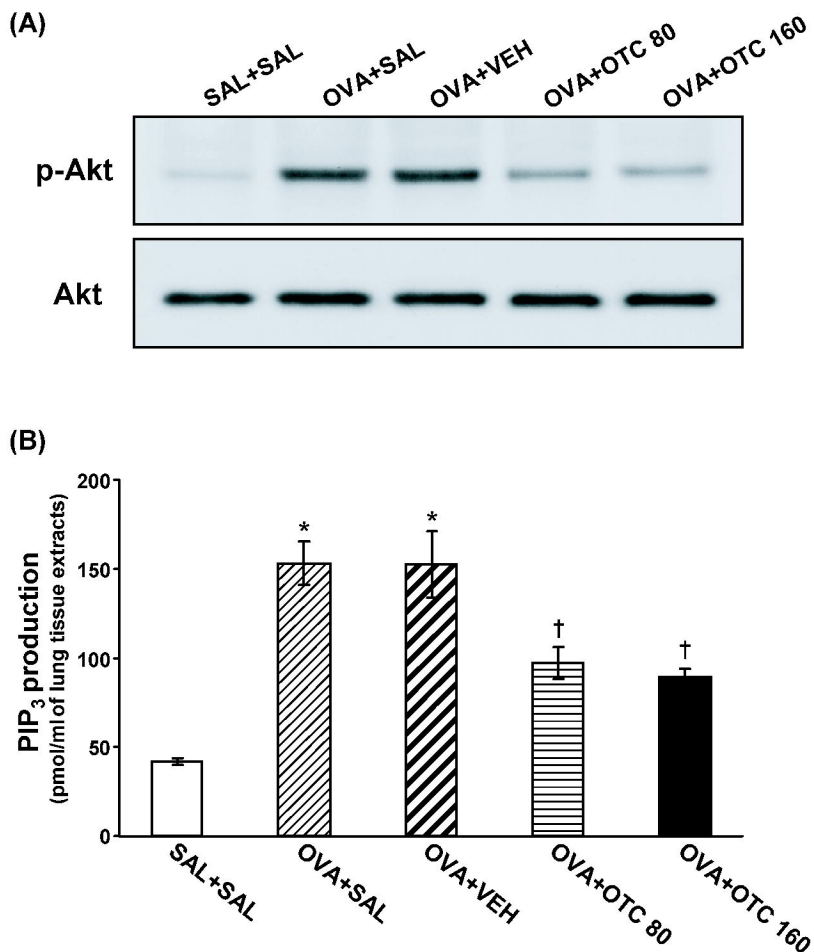 (A)
SAL+SAL OVA+SAL OVA+VEH OVA+OTC 80 OVA+OTC 160
p-Akt
Akt
(B)
PIP3 production
(pmol/ml of lung tissue extracts)
200
150
100
50
0
*
*
†
†
SAL+SAL OVA+SAL OVA+VEH OVA+OTC 80 OVA+OTC 160